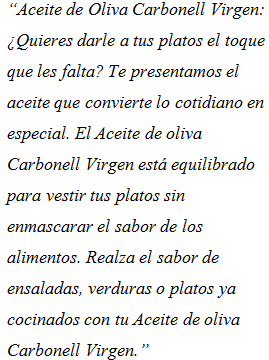 “Aceite de Oliva Carbonell Virgen:
¿Quieres darle a tus platos el toque
que les falta? Te presentamos el
aceite que convierte lo cotidiano en
especial. El Aceite de oliva
Carbonell Virgen está equilibrado
para vestir tus platos sin
enmascarar el sabor de los
alimentos. Realza el sabor de
ensaladas, verduras o platos ya
cocinados con tu Aceite de oliva
Carbonell Virgen.”